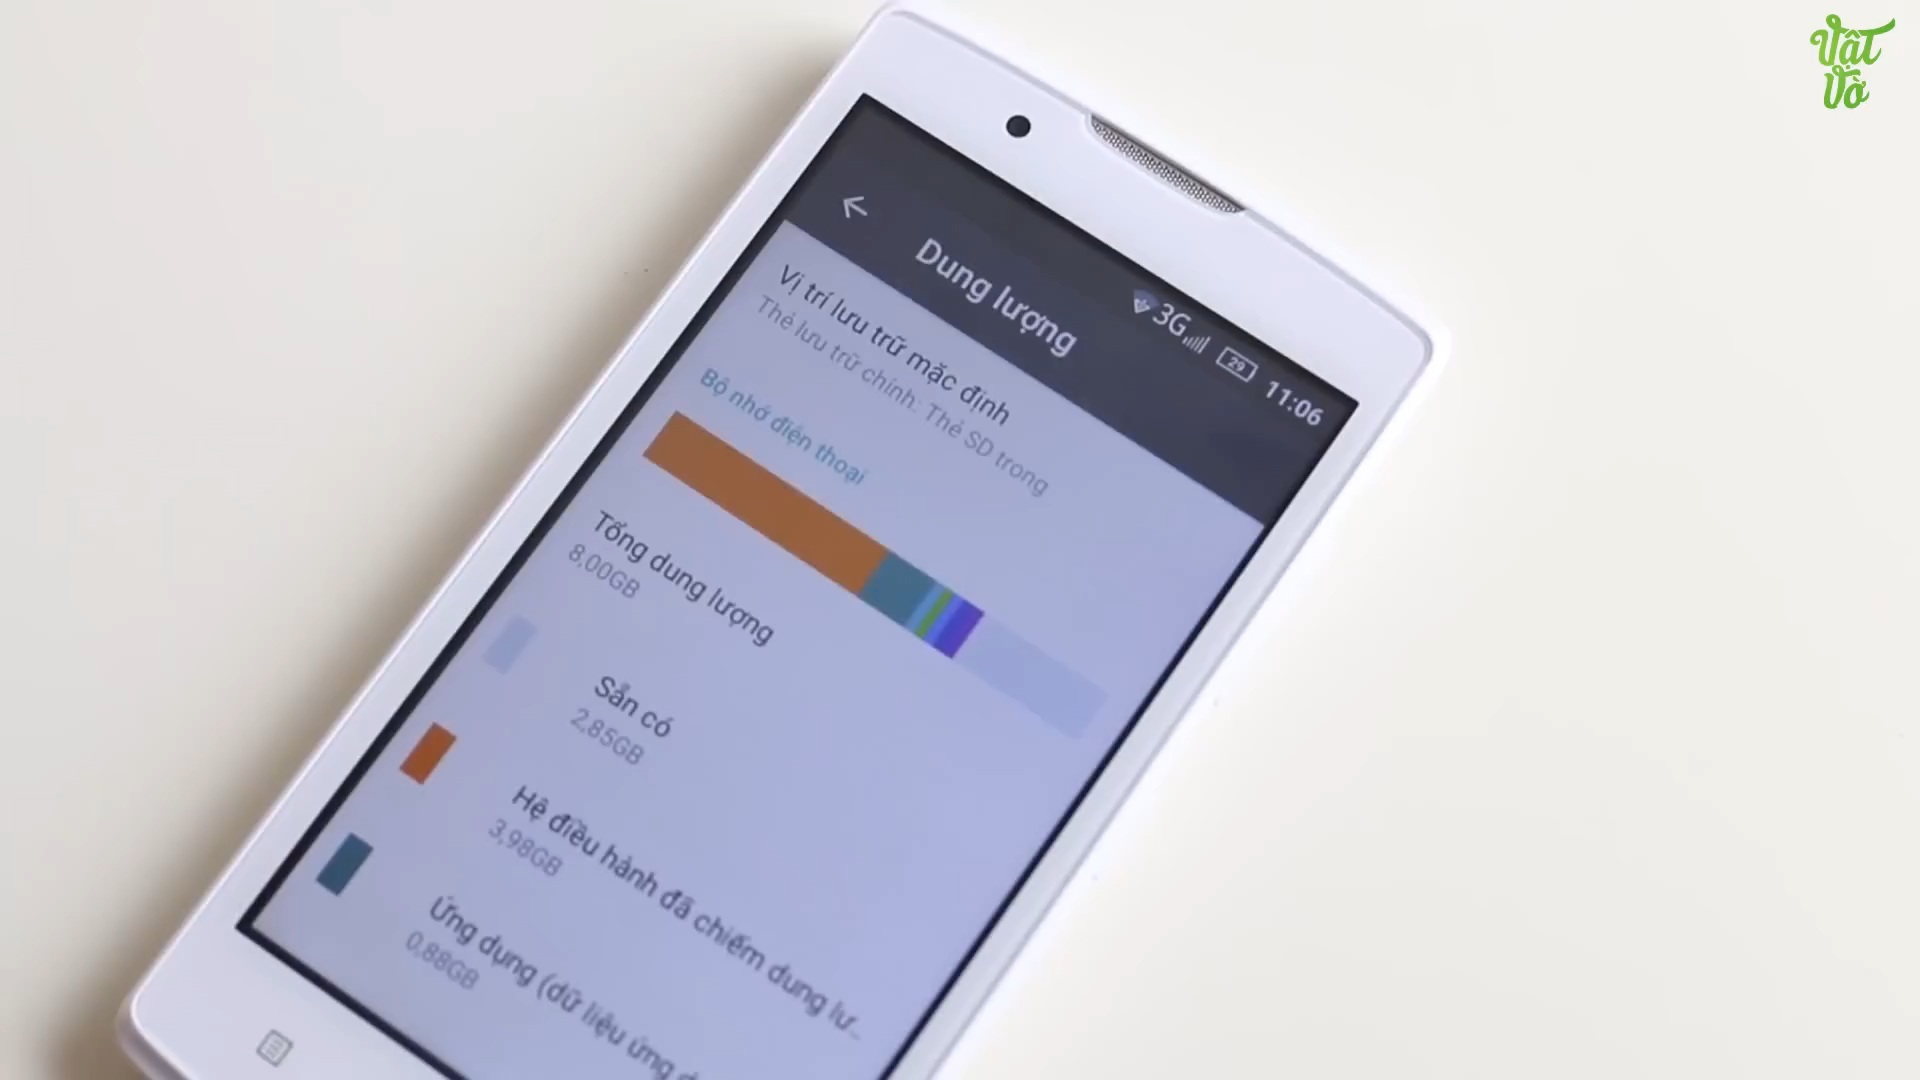 Vật
Vờ
3G
29
11:06
Dung lượng
Vị trí lưu trữ mặc định
Thẻ lưu trữ chính: Thẻ SD trong
Bộ nhớ điện thoại
Tổng dung lượng
8,00GB
Sẵn có
2,85GB
Hệ điều hành đã chiếm dung lư...
3,98GB
Ứng dụng (dữ liệu ứng
0,88GB